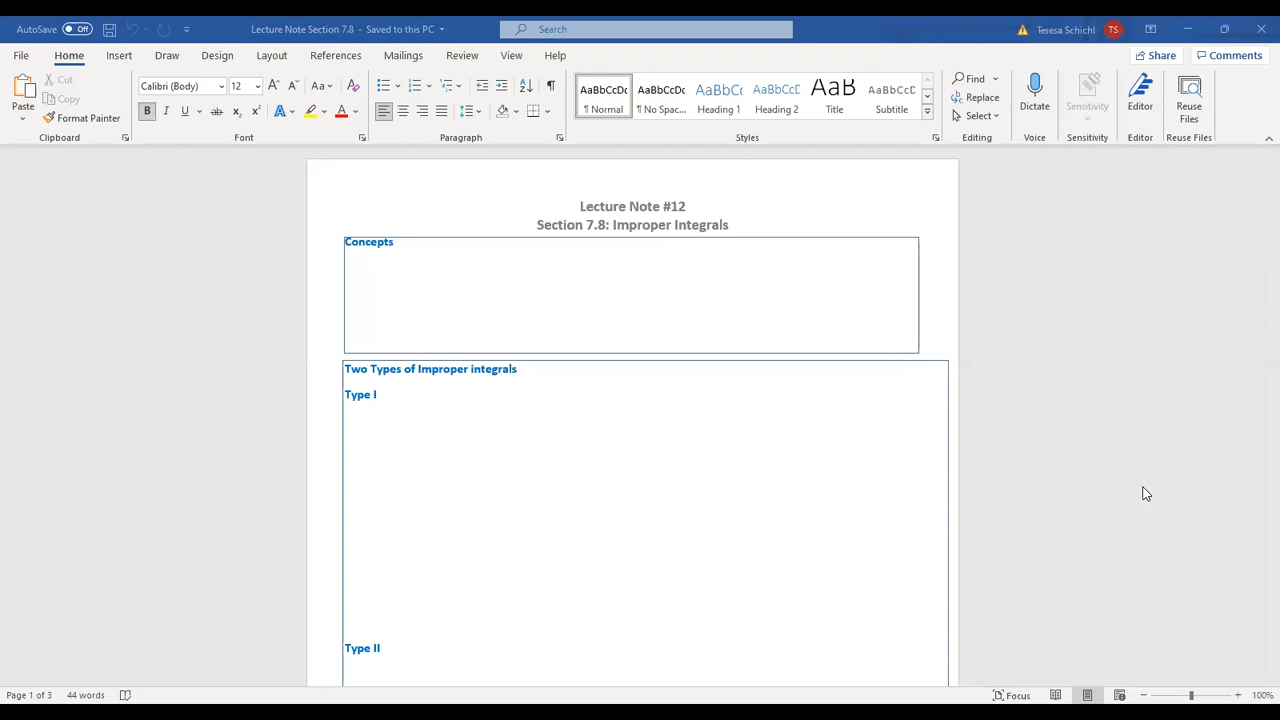 AutoSave Off Lecture Note Section 7.8 - Saved to this PC Search Teresa Schichl TS
File Home Insert Draw Design Layout References Mailings Review View Help Share Comments
Paste
Cut
Copy
Format Painter
Clipboard
Calibri (Body) 12
Font
Paragraph
AaBbCcDc AaBbCcDc AaBbCc AaBbCcD AaB AaBbCcD
¶ Normal ¶ No Spac... Heading 1 Heading 2 Title Subtitle
Styles
Find
Replace
Select
Editing
Dictate
Voice
Sensitivity
Sensitivity
Editor
Editor
Reuse
Files
Reuse Files
Lecture Note #12
Section 7.8: Improper Integrals
Concepts
Two Types of Improper integrals
Type I
Type II
Page 1 of 3 44 words Focus 100%